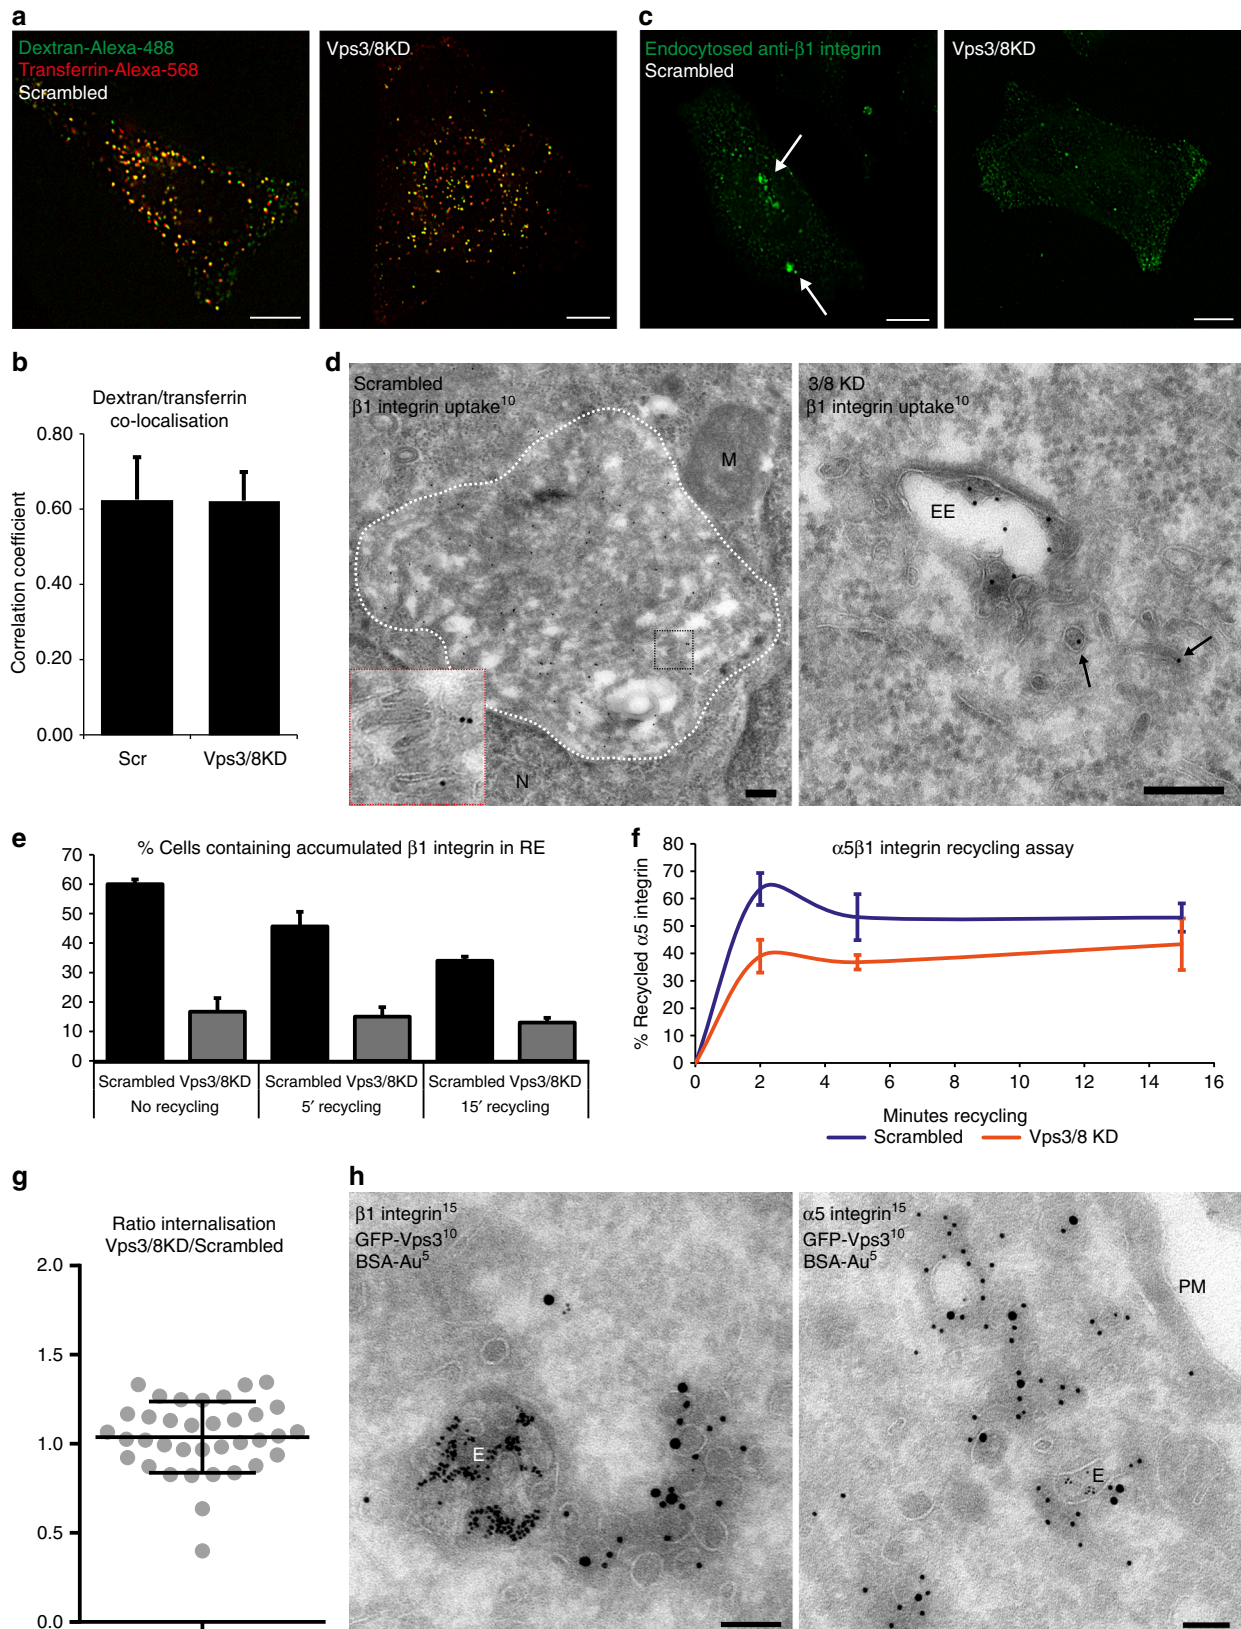 a
Dextran-Alexa-488
Transferrin-Alexa-568
Scrambled
Vps3/8KD
c
Endocytosed anti-β1 integrin
Scrambled
Vps3/8KD
b
Dextran/transferrin
co-localisation
Correlation coefficient
0.80
0.60
0.40
0.20
0.00
Scr
Vps3/8KD
d
Scrambled
β1 integrin uptake¹⁰
M
N
3/8 KD
β1 integrin uptake¹⁰
EE
e
% Cells containing accumulated β1 integrin in RE
70
60
50
40
30
20
10
0
Scrambled Vps3/8KD Scrambled Vps3/8KD Scrambled Vps3/8KD
No recycling 5′ recycling 15′ recycling
f
α5β1 integrin recycling assay
% Recycled α5 integrin
80
70
60
50
40
30
20
10
0
0 2 4 6 8 10 12 14 16
Minutes recycling
Scrambled Vps3/8 KD
g
Ratio internalisation
Vps3/8KD/Scrambled
2.0
1.5
1.0
0.5
0.0
h
β1 integrin¹⁵
GFP-Vps3¹⁰
BSA-Au⁵
E
α5 integrin¹⁵
GFP-Vps3¹⁰
BSA-Au⁵
PM
E